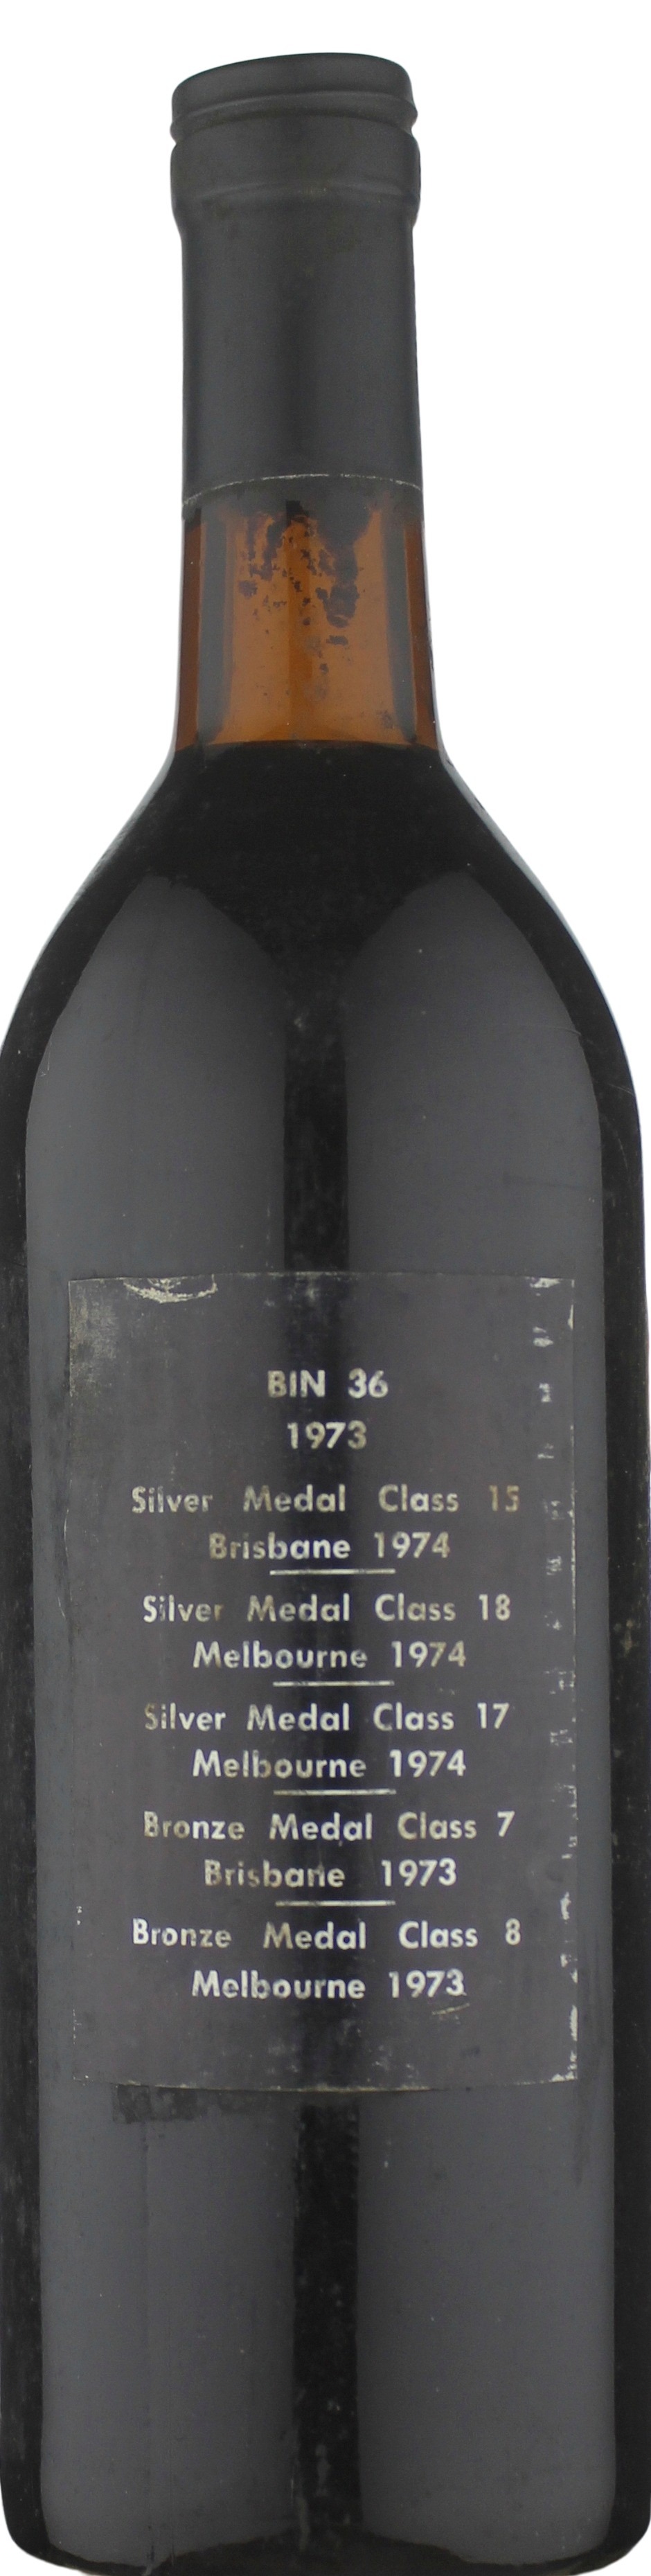 BIN 36
1973
Silver Medal Class 15
Brisbane 1974
Silver Medal Class 18
Melbourne 1974
Silver Medal Class 17
Melbourne 1974
Bronze Medal Class 7
Brisbane 1973
Bronze Medal Class 8
Melbourne 1973